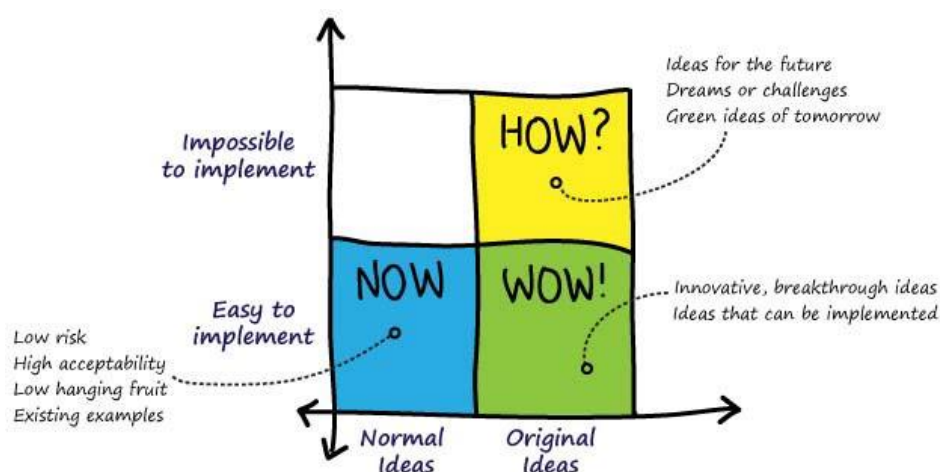 Ideas for the future
Dreams or challenges
Green ideas of tomorrow
Impossible
to implement
HOW?
NOW
WOW!
Easy to
implement
Innovative, breakthrough ideas
Ideas that can be implemented
Low risk
High acceptability
Low hanging fruit
Existing examples
Normal
Ideas
Original
Ideas